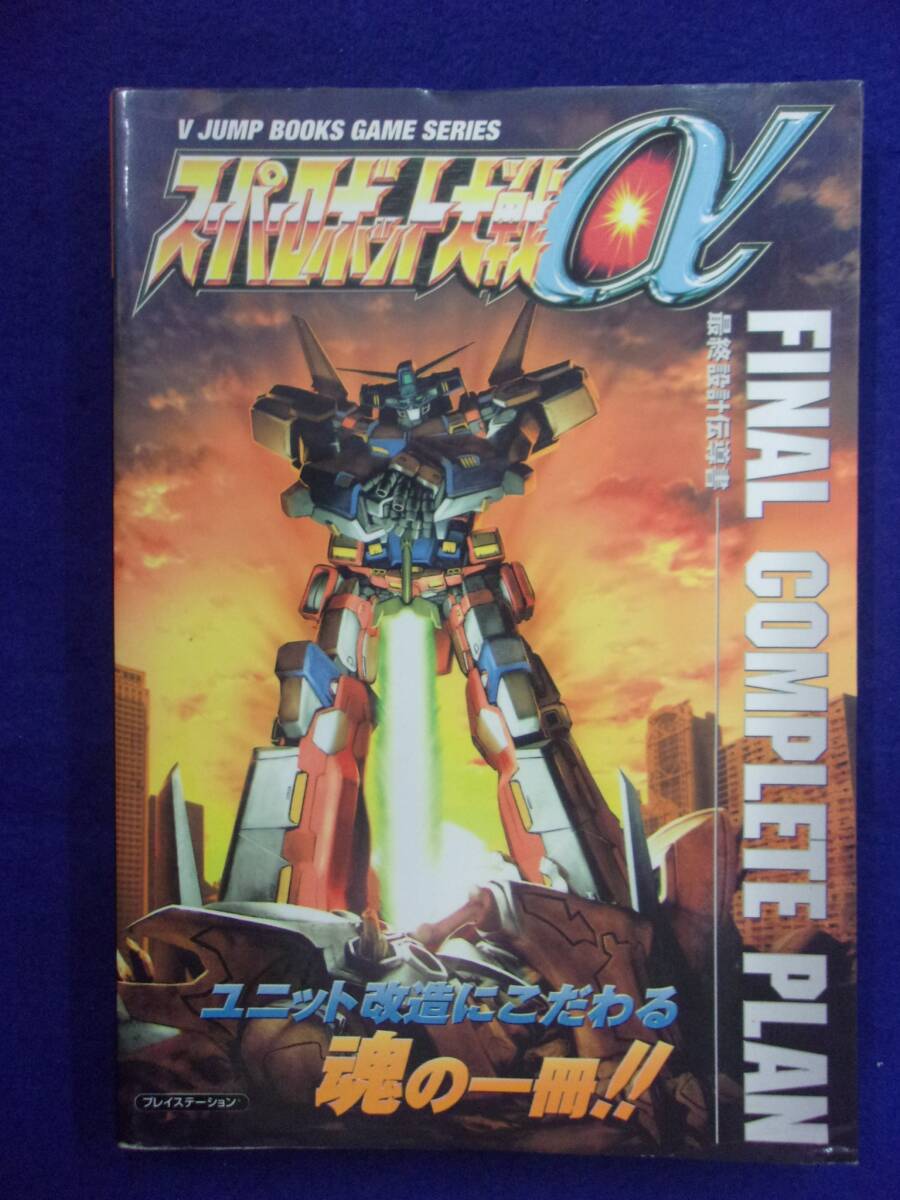 V JUMP BOOKS GAME SERIES
スーパーロボット大戦α
FINAL COMPLETE PLAN
最終設計伝導書
ユニット改造にこだわる
魂の一冊!!
プレイステーション